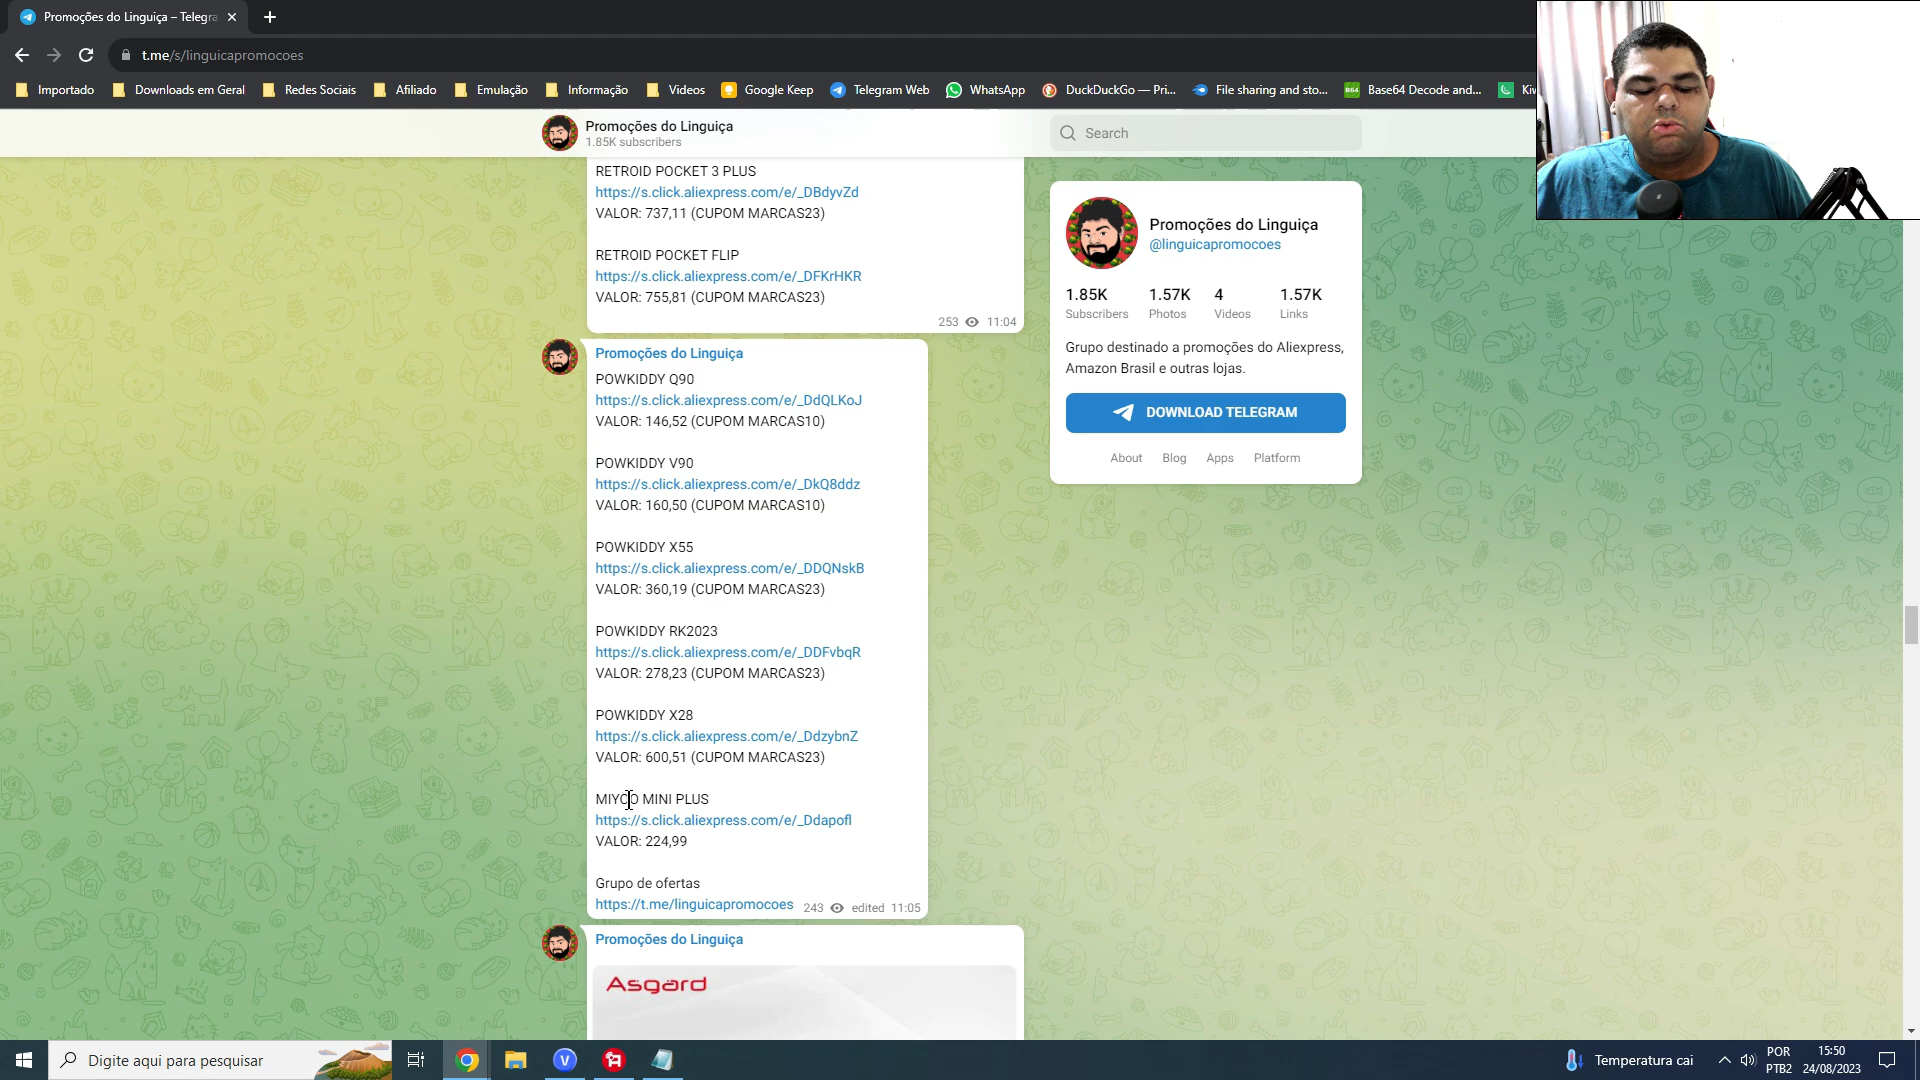 Promoções do Linguiça – Telegra
t.me/s/linguicapromocoes
Importado
Downloads em Geral
Redes Sociais
Afiliado
Emulação
Informação
Videos
Google Keep
Telegram Web
WhatsApp
DuckDuckGo — Pri...
File sharing and sto...
B64
Base64 Decode and...
Promoções do Linguiça
1.85K subscribers
Search
RETROID POCKET 3 PLUS
https://s.click.aliexpress.com/e/_DBdyvZd
VALOR: 737,11 (CUPOM MARCAS23)
RETROID POCKET FLIP
https://s.click.aliexpress.com/e/_DFKrHKR
VALOR: 755,81 (CUPOM MARCAS23)
253 11:04
Promoções do Linguiça
POWKIDDY Q90
https://s.click.aliexpress.com/e/_DdQLKoJ
VALOR: 146,52 (CUPOM MARCAS10)
POWKIDDY V90
https://s.click.aliexpress.com/e/_DkQ8ddz
VALOR: 160,50 (CUPOM MARCAS10)
POWKIDDY X55
https://s.click.aliexpress.com/e/_DDQNskB
VALOR: 360,19 (CUPOM MARCAS23)
POWKIDDY RK2023
https://s.click.aliexpress.com/e/_DDFvbqR
VALOR: 278,23 (CUPOM MARCAS23)
POWKIDDY X28
https://s.click.aliexpress.com/e/_DdzybnZ
VALOR: 600,51 (CUPOM MARCAS23)
MIYOO MINI PLUS
https://s.click.aliexpress.com/e/_Ddapofl
VALOR: 224,99
Grupo de ofertas
https://t.me/linguicapromocoes
243 edited 11:05
Promoções do Linguiça
Asgard
Promoções do Linguiça
@linguicapromocoes
1.85K 1.57K 4 1.57K
Subscribers Photos Videos Links
Grupo destinado a promoções do Aliexpress,
Amazon Brasil e outras lojas.
DOWNLOAD TELEGRAM
About Blog Apps Platform
Digite aqui para pesquisar
Temperatura cai
POR
PTB2
15:50
24/08/2023